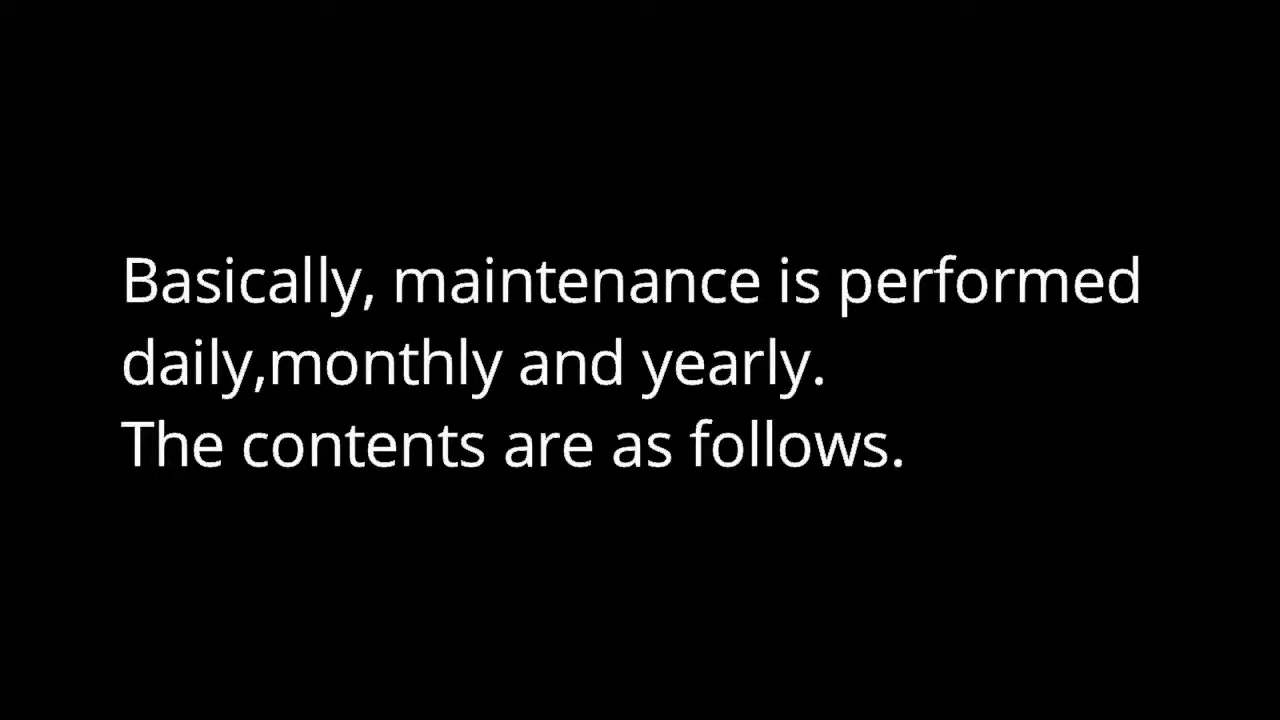 Basically, maintenance is performed
daily,monthly and yearly.
The contents are as follows.